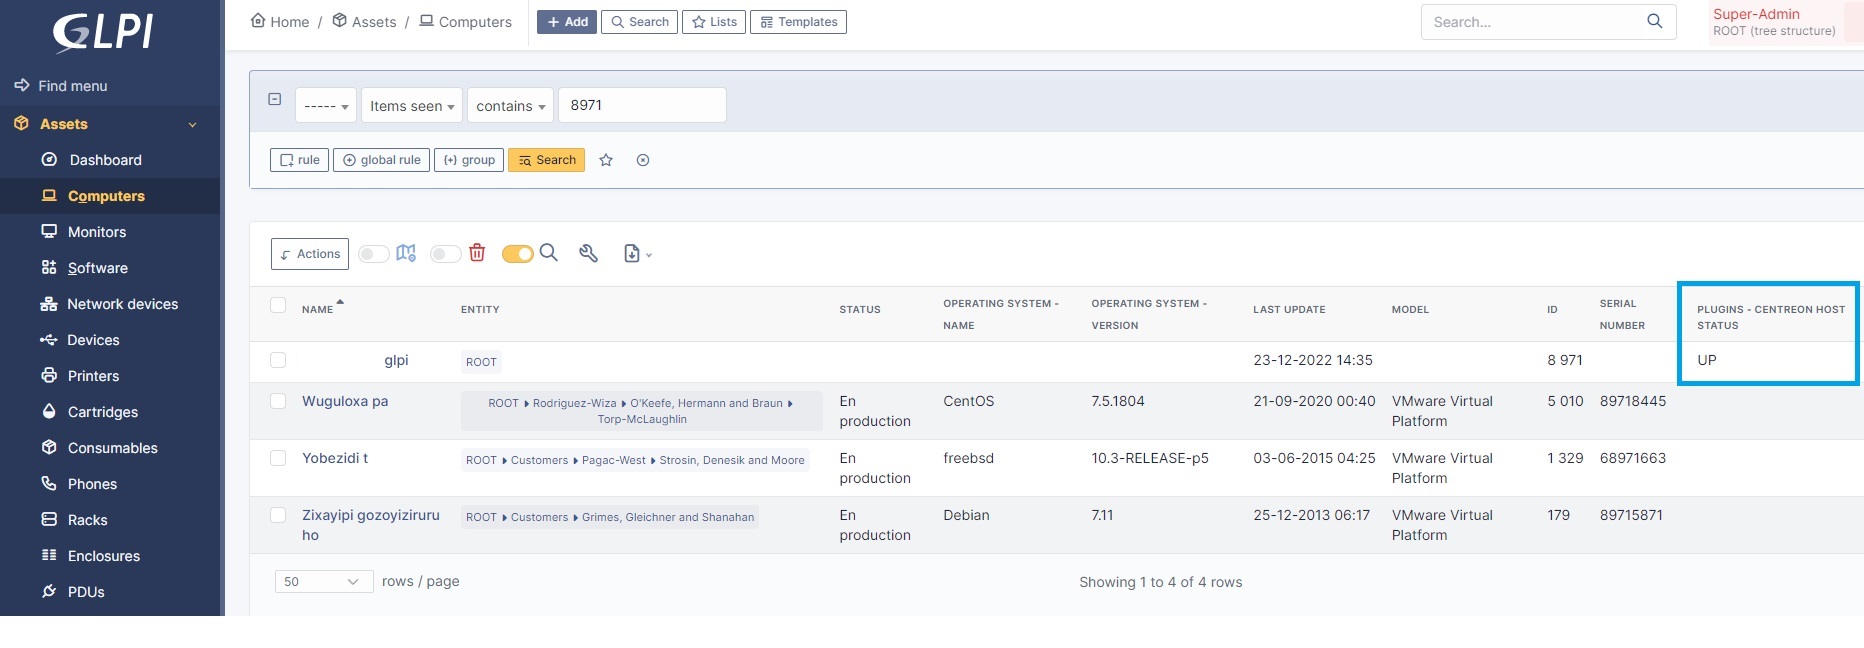 GLPI
Find menu
Assets
Dashboard
Computers
Monitors
Software
Network devices
Devices
Printers
Cartridges
Consumables
Phones
Racks
Enclosures
PDUs
Home / Assets / Computers
Add
Search
Lists
Templates
Search...
Super-Admin
ROOT (tree structure)
----- Items seen contains 8971
rule global rule group Search
Actions
NAME ENTITY STATUS OPERATING SYSTEM - NAME OPERATING SYSTEM - VERSION LAST UPDATE MODEL ID SERIAL NUMBER PLUGINS - CENTREON HOST STATUS
glpi ROOT 23-12-2022 14:35 8 971 UP
Wuguloxa pa ROOT Rodriguez-Wiza O'Keefe, Hermann and Braun Torp-McLaughlin En production CentOS 7.5.1804 21-09-2020 00:40 VMware Virtual Platform 5 010 89718445
Yobezidi t ROOT Customers Pagac-West Strosin, Denesik and Moore En production freebsd 10.3-RELEASE-p5 03-06-2015 04:25 VMware Virtual Platform 1 329 68971663
Zixayipi gozoyiziruru ho ROOT Customers Grimes, Gleichner and Shanahan En production Debian 7.11 25-12-2013 06:17 VMware Virtual Platform 179 89715871
50 rows / page
Showing 1 to 4 of 4 rows